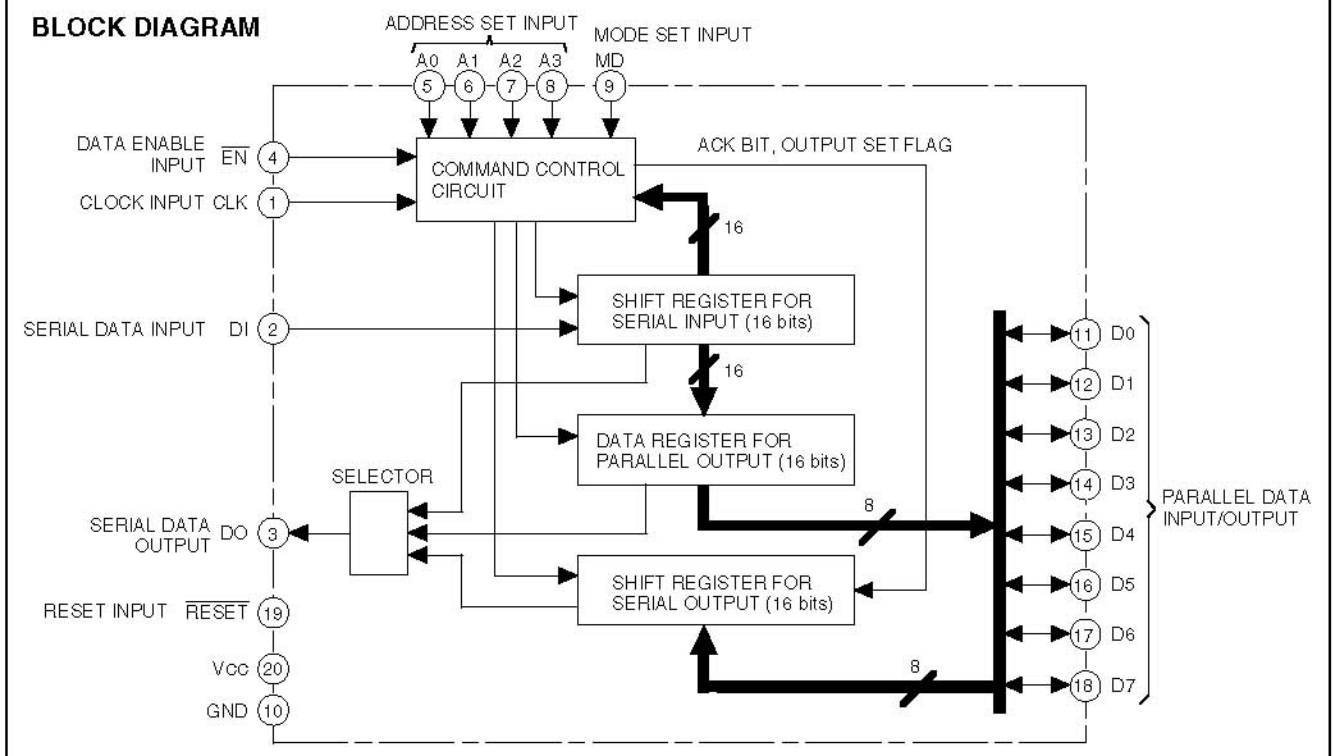 BLOCK DIAGRAM
ADDRESS SET INPUT
MODE SET INPUT
A0 A1 A2 A3 MD
5 6 7 8 9
DATA ENABLE
INPUT EN 4
CLOCK INPUT CLK 1
COMMAND CONTROL
CIRCUIT
ACK BIT, OUTPUT SET FLAG
16
SERIAL DATA INPUT DI 2
SHIFT REGISTER FOR
SERIAL INPUT (16 bits)
16
DATA REGISTER FOR
PARALLEL OUTPUT (16 bits)
SELECTOR
8
SERIAL DATA
OUTPUT DO 3
SHIFT REGISTER FOR
SERIAL OUTPUT (16 bits)
8
RESET INPUT RESET 19
Vcc 20
GND 10
11 D0
12 D1
13 D2
14 D3
15 D4
16 D5
17 D6
18 D7
PARALLEL DATA
INPUT/OUTPUT